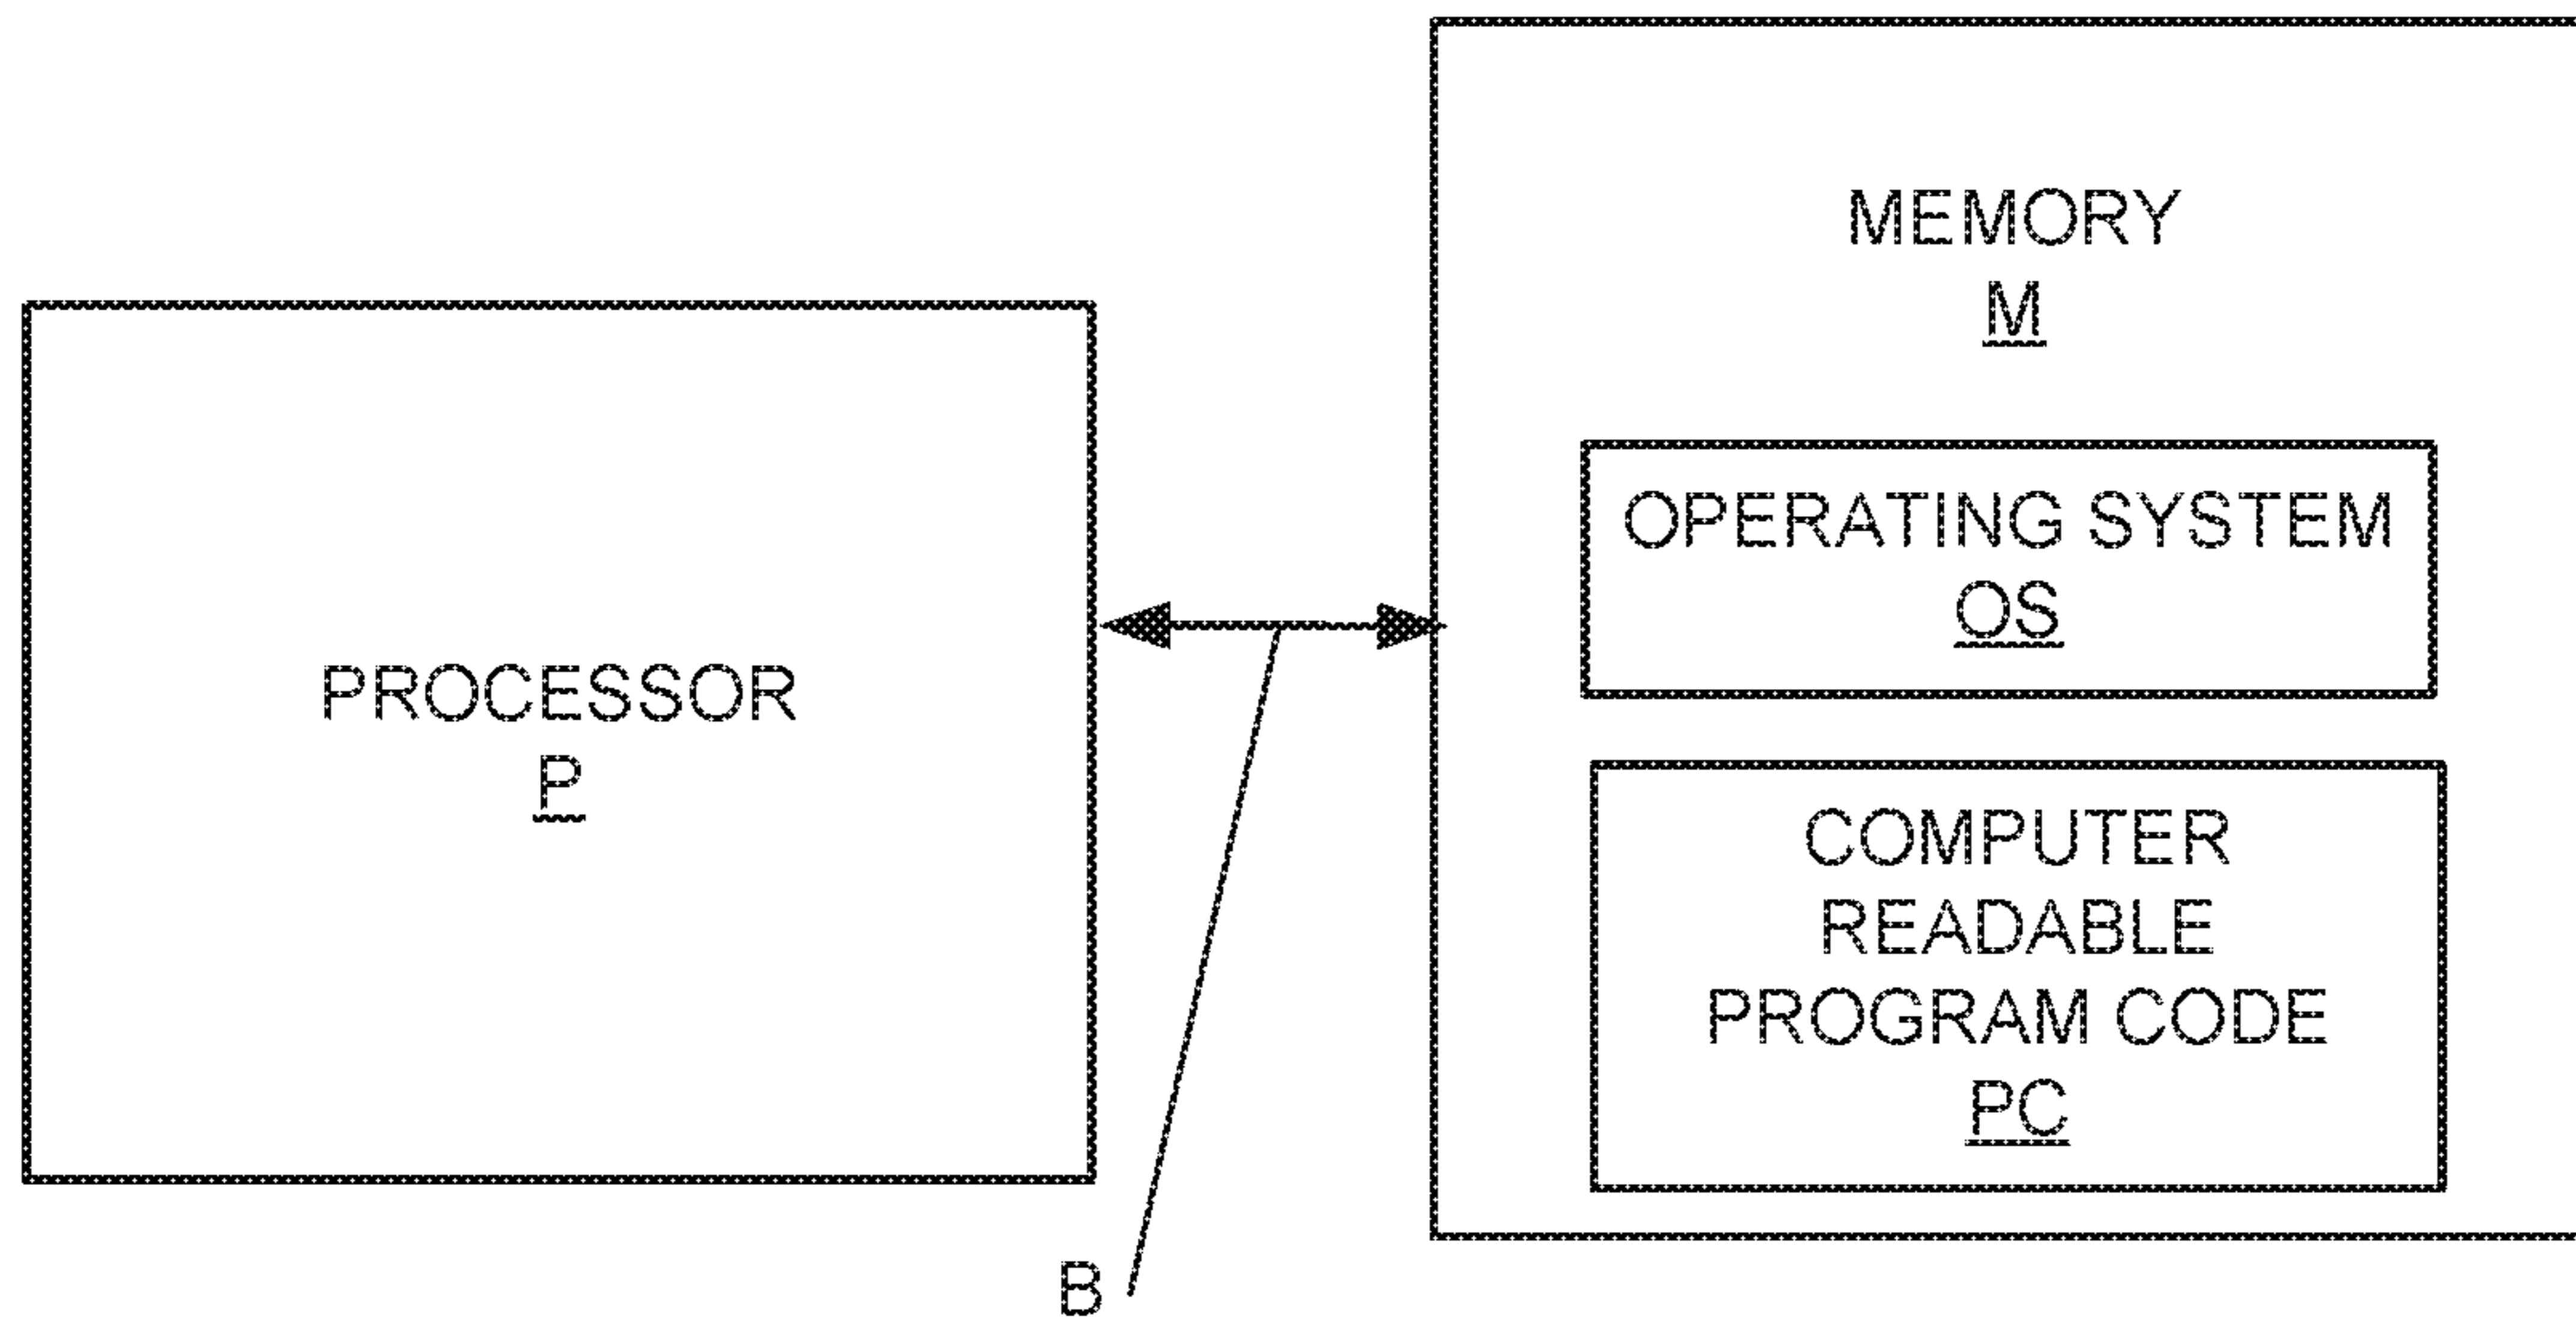 MEMORY
M
OPERATING SYSTEM
OS
PROCESSOR
P
COMPUTER
READABLE
PROGRAM CODE
PC
B